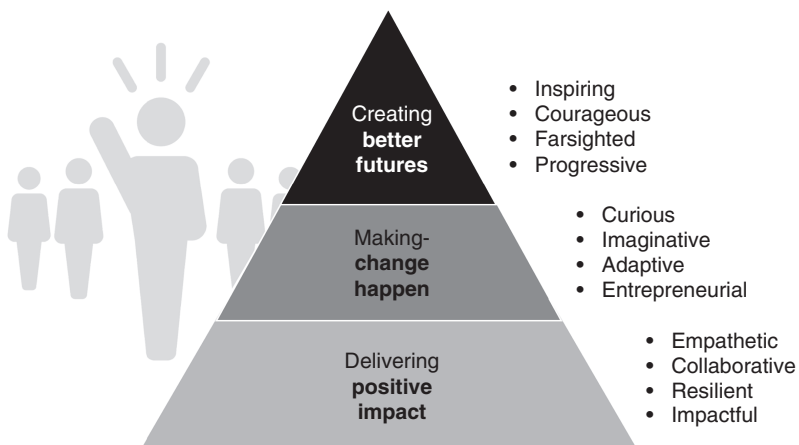 Creating
better
futures
• Inspiring
• Courageous
• Farsighted
• Progressive
Making-
change
happen
• Curious
• Imaginative
• Adaptive
• Entrepreneurial
Delivering
positive
impact
• Empathetic
• Collaborative
• Resilient
• Impactful